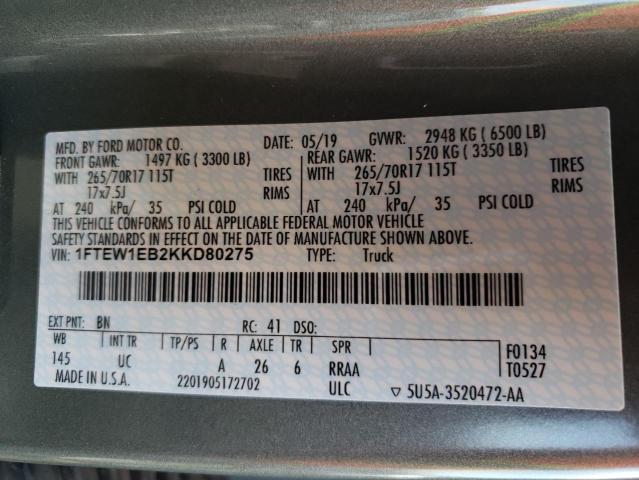 MFD. BY FORD MOTOR CO. DATE: 05/19 GVWR: 2948 KG ( 6500 LB)
FRONT GAWR: 1497 KG ( 3300 LB) REAR GAWR: 1520 KG ( 3350 LB)
WITH 265/70R17 115T TIRES WITH 265/70R17 115T TIRES
17x7.5J RIMS 17x7.5J RIMS
AT 240 kPa/ 35 PSI COLD AT 240 kPa/ 35 PSI COLD
THIS VEHICLE CONFORMS TO ALL APPLICABLE FEDERAL MOTOR VEHICLE
SAFETY STANDARDS IN EFFECT ON THE DATE OF MANUFACTURE SHOWN ABOVE.
VIN: 1FTEW1EB2KKD80275 TYPE: Truck
EXT PNT: BN RC: 41 DSO:
WB INT TR TP/PS R AXLE TR SPR F0134
145 UC A 26 6 RRAA T0527
MADE IN U.S.A. 2201905172702 ULC ▽ 5U5A-3520472-AA